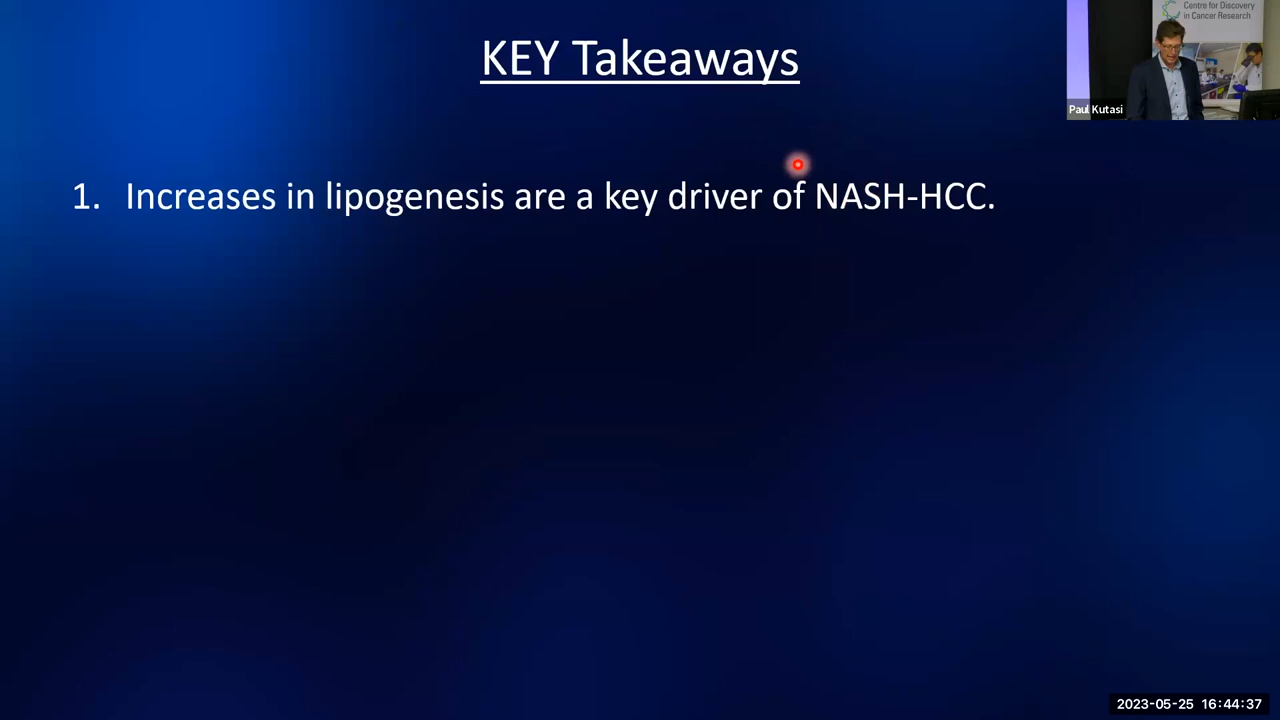 KEY Takeaways
Centre for Discovery
in Cancer Research
Paul Kutasi
1. Increases in lipogenesis are a key driver of NASH-HCC.
2023-05-25 16:44:37